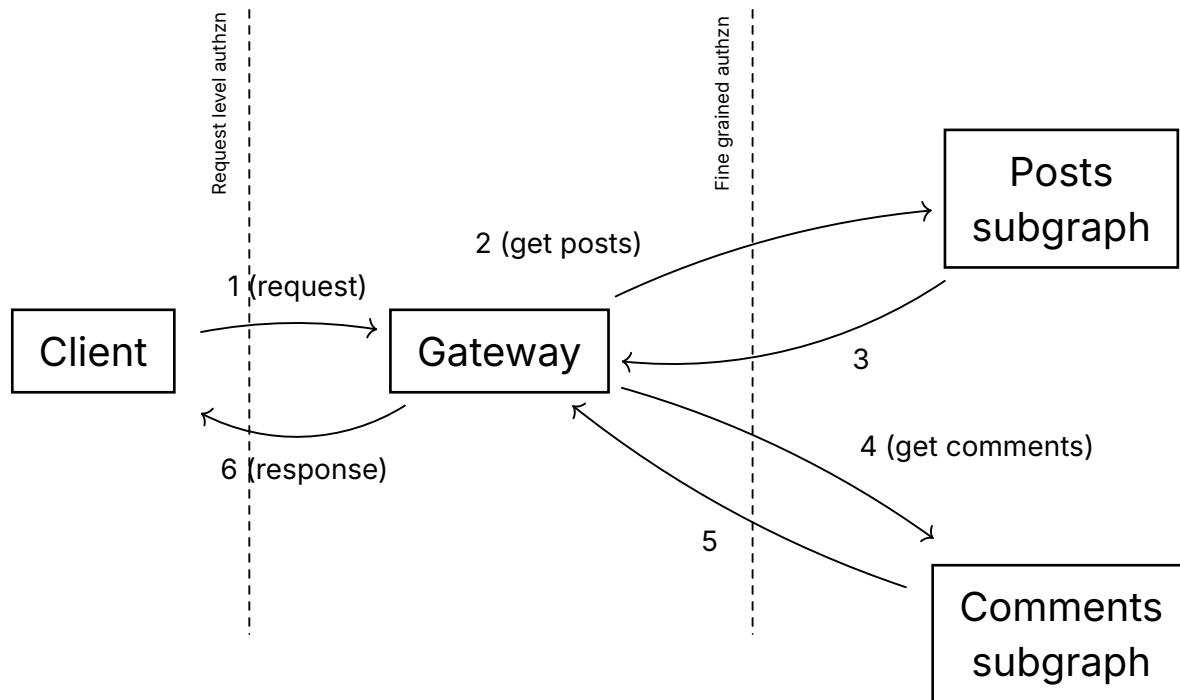 Request level authzn
Fine grained authzn
Posts
subgraph
2 (get posts)
1 (request)
Client
Gateway
3
4 (get comments)
6 (response)
5
Comments
subgraph